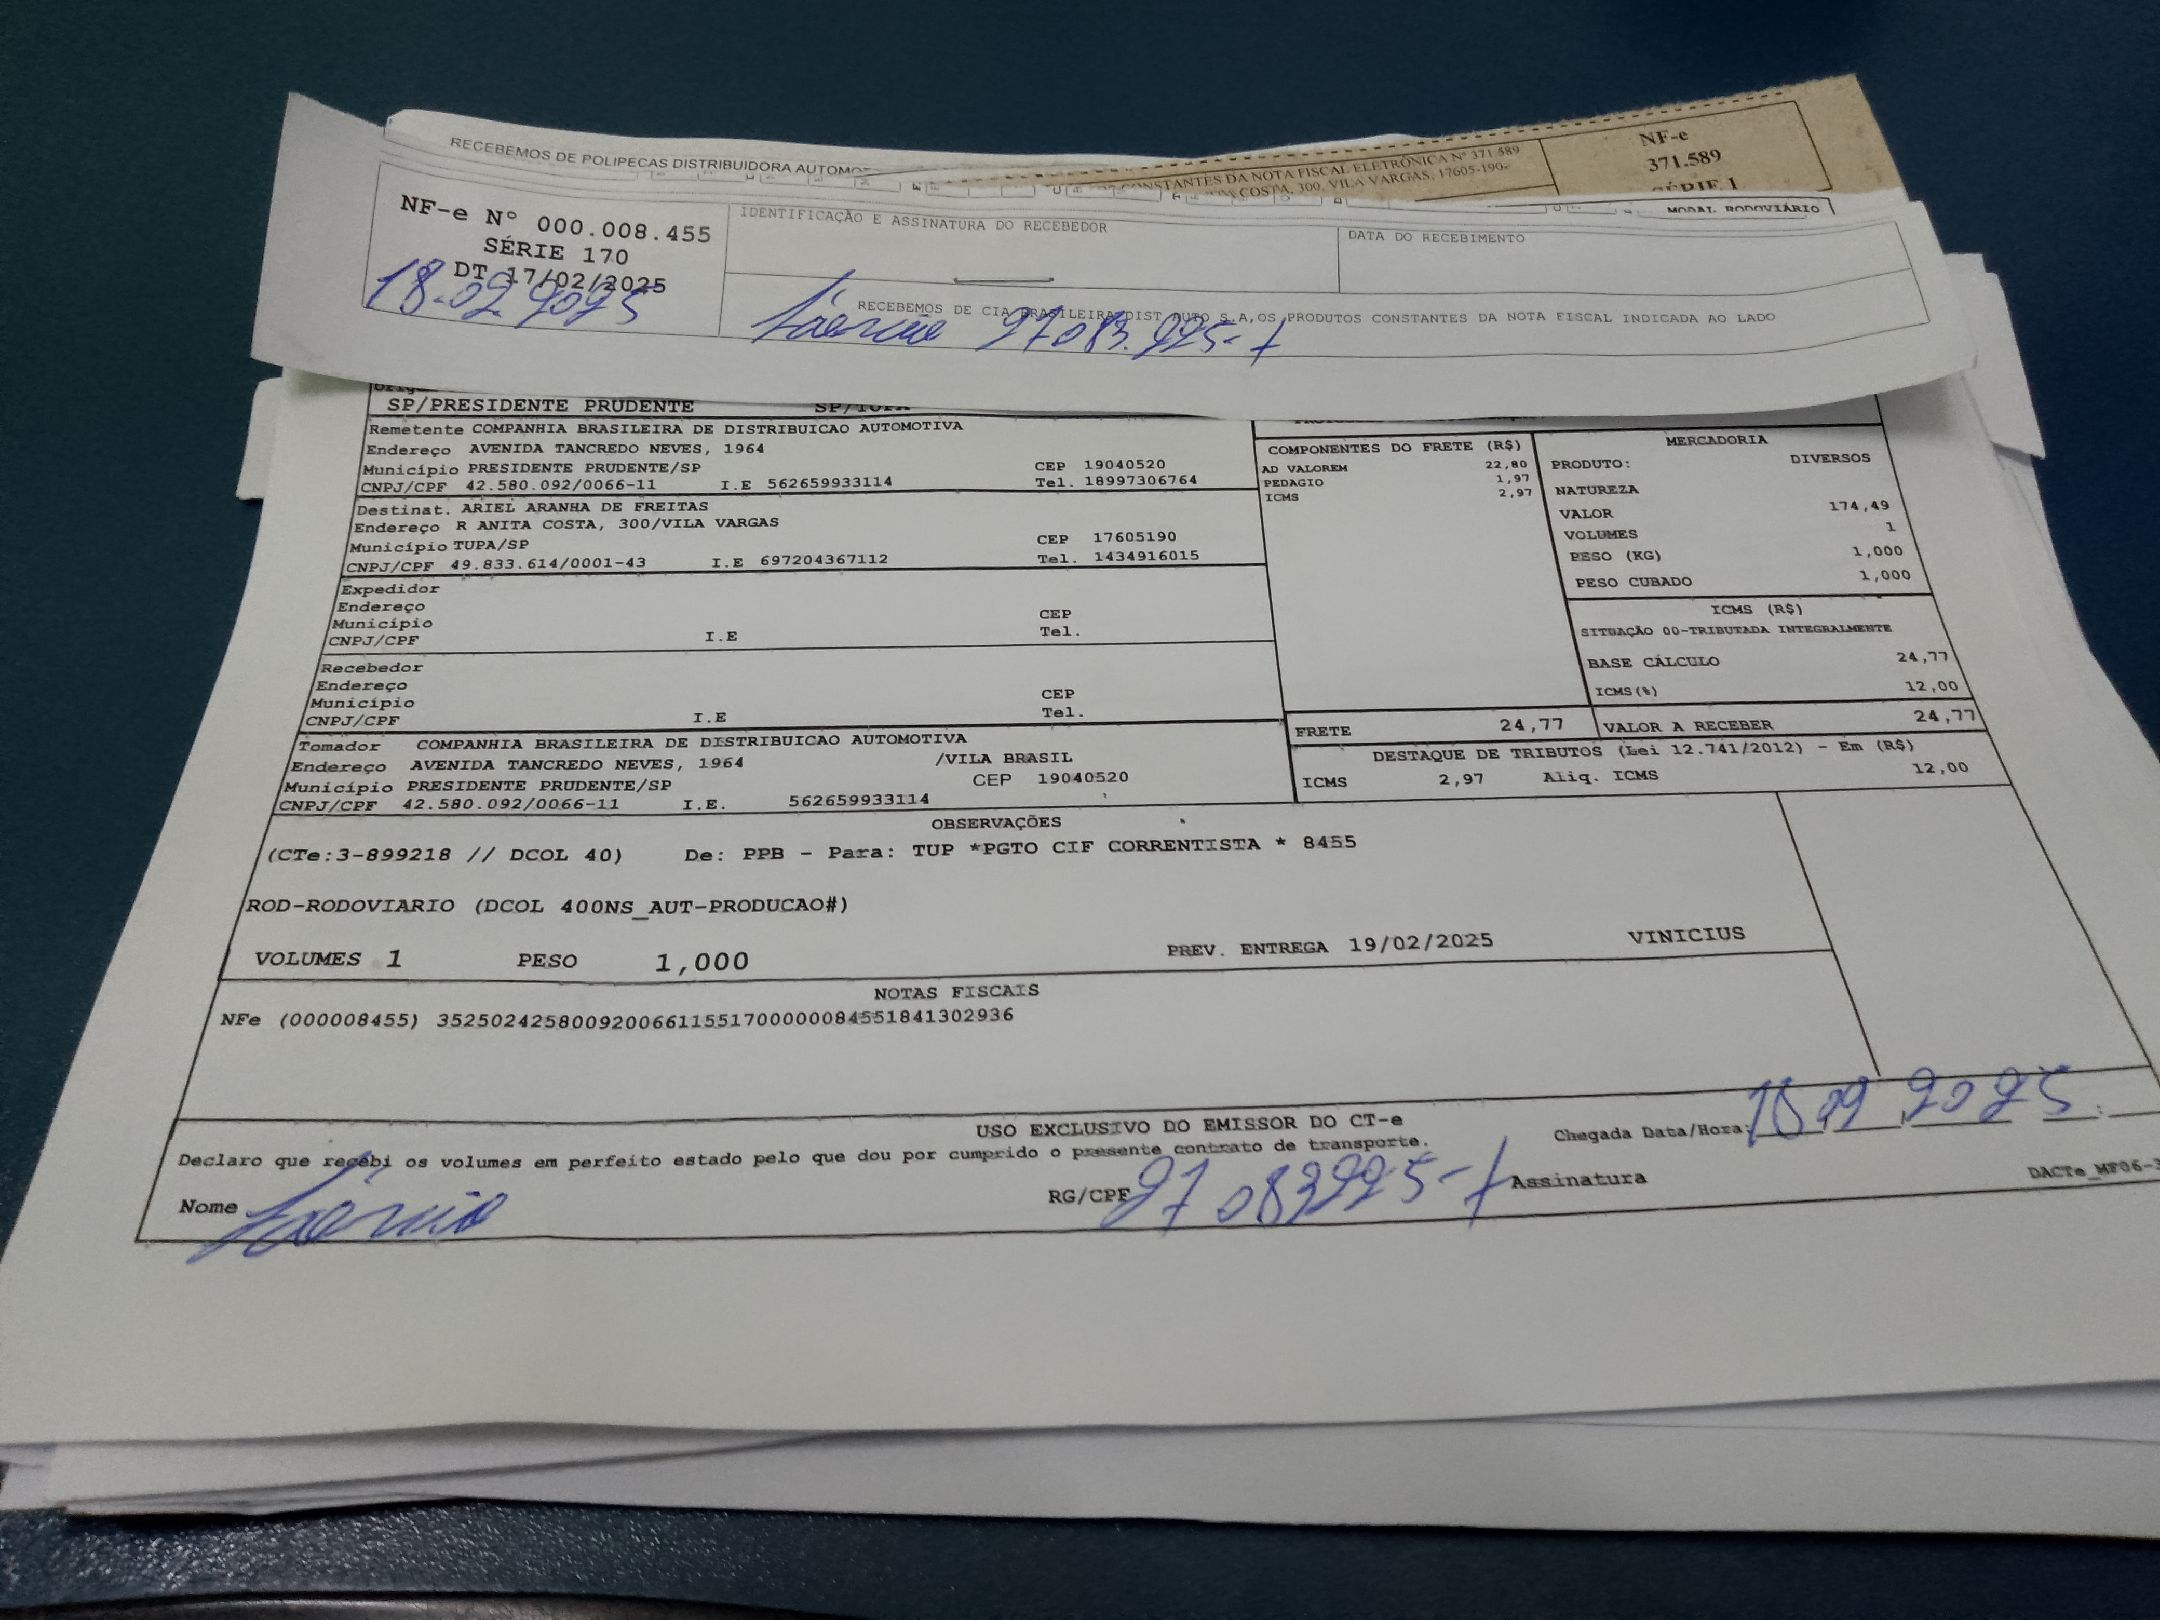 RECEBEMOS DE POLIPECAS DISTRIBUIDORA AUTOMO
CONSTANTES DA NOTA FISCAL ELETRÔNICA Nº 371.589
COSTA, 300, VILA VARGAS, 17605-190-
NF-e
371.589
SÉRIE 1
MODAL RODOVIÁRIO
NF-e Nº 000.008.455
SÉRIE 170
DT 17/02/2025
18.02.2025
IDENTIFICAÇÃO E ASSINATURA DO RECEBEDOR
DATA DO RECEBIMENTO
RECEBEMOS DE CIA BRASILEIRA DIST AUTO S.A,OS PRODUTOS CONSTANTES DA NOTA FISCAL INDICADA AO LADO
27083.225-1
SP/PRESIDENTE PRUDENTE SP/TUPA
Remetente COMPANHIA BRASILEIRA DE DISTRIBUICAO AUTOMOTIVA
Endereço AVENIDA TANCREDO NEVES, 1964
Município PRESIDENTE PRUDENTE/SP CEP 19040520
CNPJ/CPF 42.580.092/0066-11 I.E 562659933114 Tel. 18997306764
Destinat. ARIEL ARANHA DE FREITAS
Endereço R ANITA COSTA, 300/VILA VARGAS
Município TUPA/SP CEP 17605190
CNPJ/CPF 49.833.614/0001-43 I.E 697204367112 Tel. 1434916015
Expedidor
Endereço
Município CEP
CNPJ/CPF I.E Tel.
Recebedor
Endereço
Município CEP
CNPJ/CPF I.E Tel.
Tomador COMPANHIA BRASILEIRA DE DISTRIBUICAO AUTOMOTIVA
Endereço AVENIDA TANCREDO NEVES, 1964 /VILA BRASIL
Município PRESIDENTE PRUDENTE/SP CEP 19040520
CNPJ/CPF 42.580.092/0066-11 I.E. 562659933114
COMPONENTES DO FRETE (R$)
AD VALOREM 22,80
PEDAGIO 1,97
ICMS 2,97
MERCADORIA
PRODUTO: DIVERSOS
NATUREZA
VALOR 174,49
VOLUMES 1
PESO (KG) 1,000
PESO CUBADO 1,000
ICMS (R$)
SITUAÇÃO 00-TRIBUTADA INTEGRALMENTE
BASE CÁLCULO 24,77
ICMS(%) 12,00
FRETE 24,77 VALOR A RECEBER 24,77
DESTAQUE DE TRIBUTOS (Lei 12.741/2012) - Em (R$)
ICMS 2,97 Aliq. ICMS 12,00
OBSERVAÇÕES
(CTe:3-899218 // DCOL 40) De: PPB - Para: TUP *PGTO CIF CORRENTISTA * 8455
ROD-RODOVIARIO (DCOL 400NS_AUT-PRODUCAO#)
VOLUMES 1 PESO 1,000 PREV. ENTREGA 19/02/2025 VINICIUS
NOTAS FISCAIS
NFe (000008455) 35250242580092006611551700000084551841302936
USO EXCLUSIVO DO EMISSOR DO CT-e
Declaro que recebi os volumes em perfeito estado pelo que dou por cumprido o presente contrato de transporte.
Chegada Data/Hora: 18 02 2025
Nome
RG/CPF 27083225-1 Assinatura
DACTe_MF06-3